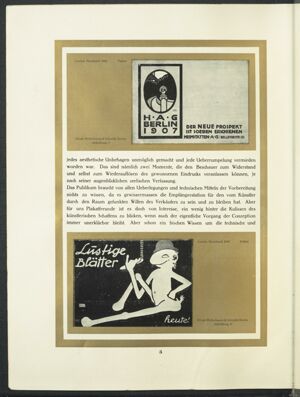 H·A·G
BERLIN
1907
DER NEUE PROSPEKT
IST SOEBEN ERSCHIENEN
HEIMSTÄTTEN-A-G·
jedes aesthetische Unbehagen unmöglich gemacht und jede Ueberrumpelung vermieden
worden war. Das sind nämlich zwei Momente, die den Beschauer zum Widerstand
und selbst zum Wiederauslöschen des gewonnenen Eindrucks veranlassen können, je
nach seiner augenblicklichen seelischen Verfassung.
Das Publikum braucht von allen Ueberlegungen und technischen Mitteln der Vorbereitung
nichts zu wissen, da es gewissermassen die Empfangsstation für den vom Künstler
durch den Raum gefunkten Willen des Verkäufers zu sein und zu bleiben hat. Aber
für uns Plakatfreunde ist es doch von Interesse, ein wenig hinter die Kulissen des
künstlerischen Schaffens zu blicken, wenn auch der eigentliche Vorgang der Conception
immer unerklärbar bleibt. Aber schon ein bischen Wissen um die technische und
Lustige
Blätter
heute!